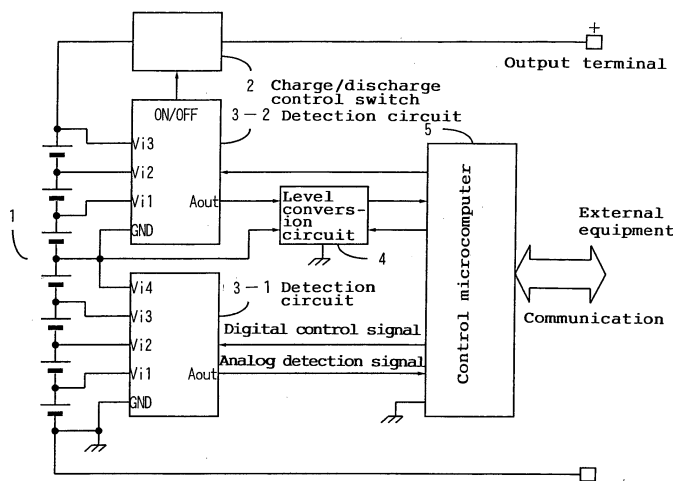 +
Output terminal
2 Charge/discharge
control switch
ON/OFF
3-2 Detection circuit
5
Vi3
Vi2
Vi1
Aout
GND
Level
conver-
sion
circuit
4
1
Control microcomputer
External
equipment
Communication
Vi4
3-1 Detection
circuit
Vi3
Digital control signal
Vi2
Analog detection signal
Vi1
Aout
GND